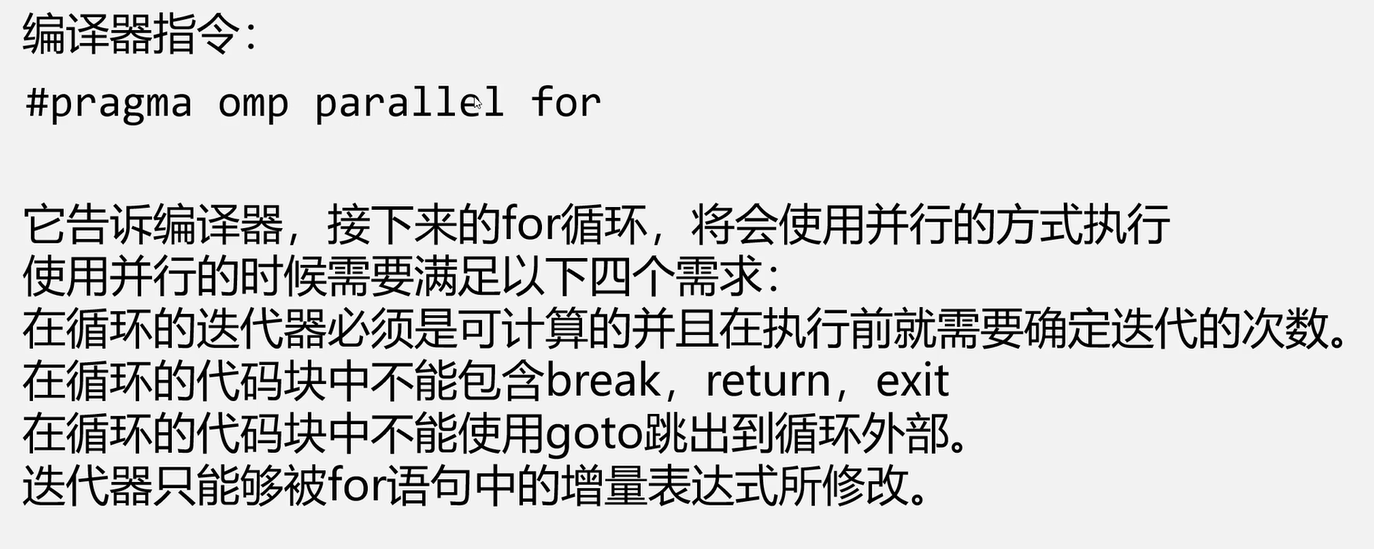 编译器指令：
#pragma omp parallel for
它告诉编译器，接下来的for循环，将会使用并行的方式执行
使用并行的时候需要满足以下四个需求：
在循环的迭代器必须是可计算的并且在执行前就需要确定迭代的次数。
在循环的代码块中不能包含break，return，exit
在循环的代码块中不能使用goto跳出到循环外部。
迭代器只能够被for语句中的增量表达式所修改。